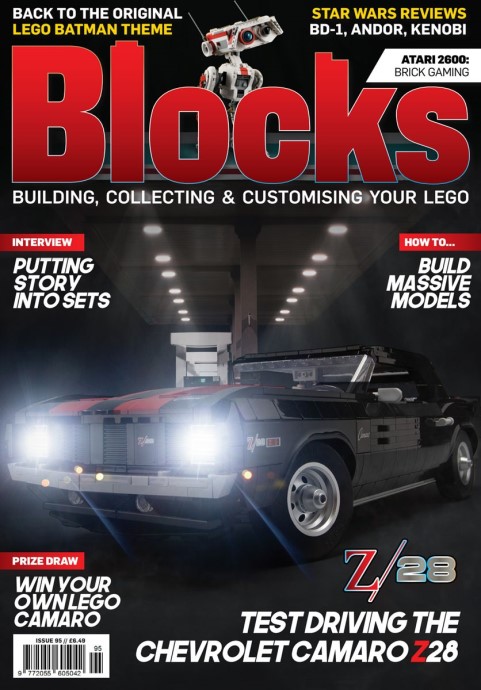 BACK TO THE ORIGINAL
LEGO BATMAN THEME
STAR WARS REVIEWS
BD-1, ANDOR, KENOBI
ATARI 2600:
BRICK GAMING
Blocks
BUILDING, COLLECTING & CUSTOMISING YOUR LEGO
INTERVIEW
PUTTING
STORY
INTO SETS
HOW TO...
BUILD
MASSIVE
MODELS
Z/28
Camaro
PRIZE DRAW
WIN YOUR
OWN LEGO
CAMARO
Z/28
TEST DRIVING THE
CHEVROLET CAMARO Z28
ISSUE 95 // £6.49
95
9 772055 605042